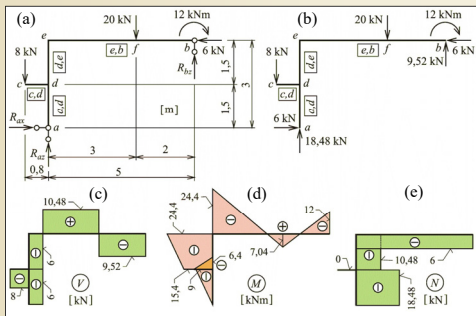 (a)
20 kN
12 kNm
6 kN
8 kN
e
e,b
f
b
d,e
R_bz
c
c,d
d
c,d
[m]
R_ax
a
R_az
1,5
1,5
3
3
2
0,8
5
(b)
20 kN
12 kNm
6 kN
8 kN
e
e,b
f
b
d,e
9,52 kN
c
c,d
d
c,d
6 kN
a
18,48 kN
(c)
10,48
+
−
9,52
−
6
−
8
−
6
V
[kN]
(d)
24,4
24,4
−
12
+
−
7,04
−
6,4
−
9
15,4
−
M
[kNm]
(e)
−
6
0
−
10,48
−
18,48
N
[kN]